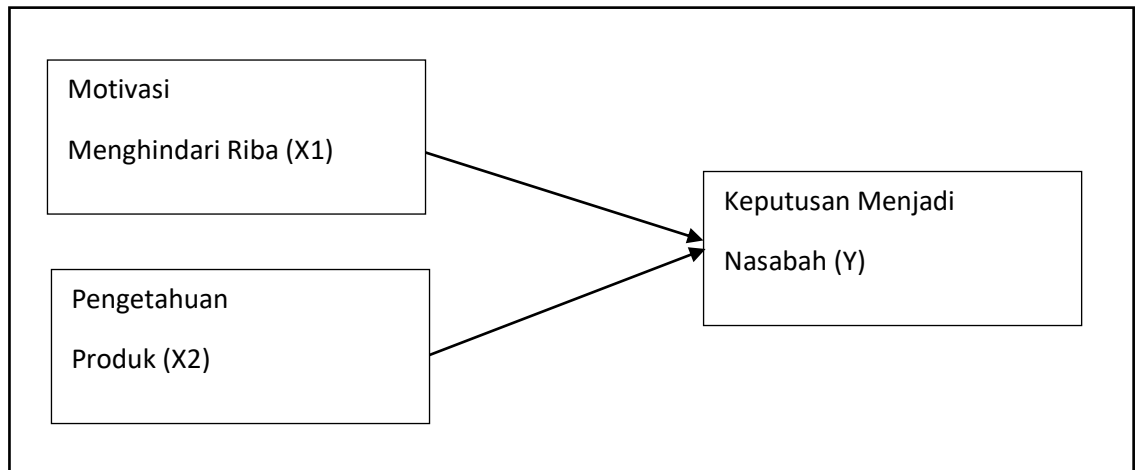 Motivasi
Menghindari Riba (X1)
Pengetahuan
Produk (X2)
Keputusan Menjadi
Nasabah (Y)